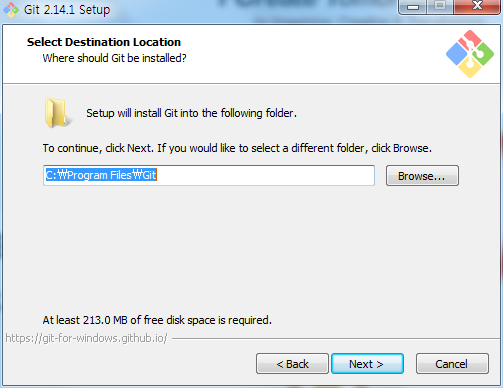 Git 2.14.1 Setup
Select Destination Location
Where should Git be installed?
Setup will install Git into the following folder.
To continue, click Next. If you would like to select a different folder, click Browse.
C:₩Program Files₩Git
Browse...
At least 213.0 MB of free disk space is required.
https://git-for-windows.github.io/
< Back
Next >
Cancel